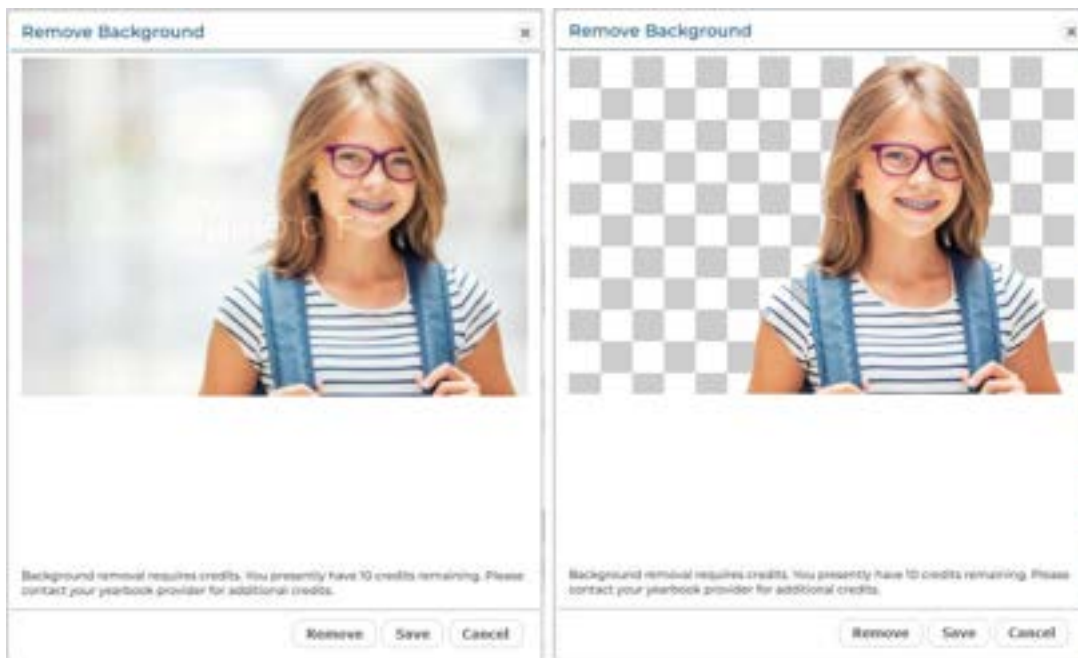 Remove Background
Background removal requires credits. You presently have 10 credits remaining. Please
contact your yearbook provider for additional credits.
Remove Save Cancel
Remove Background
Background removal requires credits. You presently have 10 credits remaining. Please
contact your yearbook provider for additional credits.
Remove Save Cancel